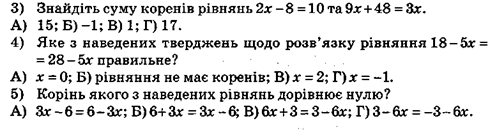 3) Знайдіть суму коренів рівнянь 2x – 8 = 10 та 9x + 48 = 3x.
А) 15; Б) –1; В) 1; Г) 17.
4) Яке з наведених тверджень щодо розв'язку рівняння 18 – 5x =
= 28 – 5x правильне?
А) x = 0; Б) рівняння не має коренів; В) x = 2; Г) x = –1.
5) Корінь якого з наведених рівнянь дорівнює нулю?
А) 3x – 6 = 6 – 3x; Б) 6 + 3x = 3x – 6; В) 6x + 3 = 3 – 6x; Г) 3 – 6x = –3 – 6x.